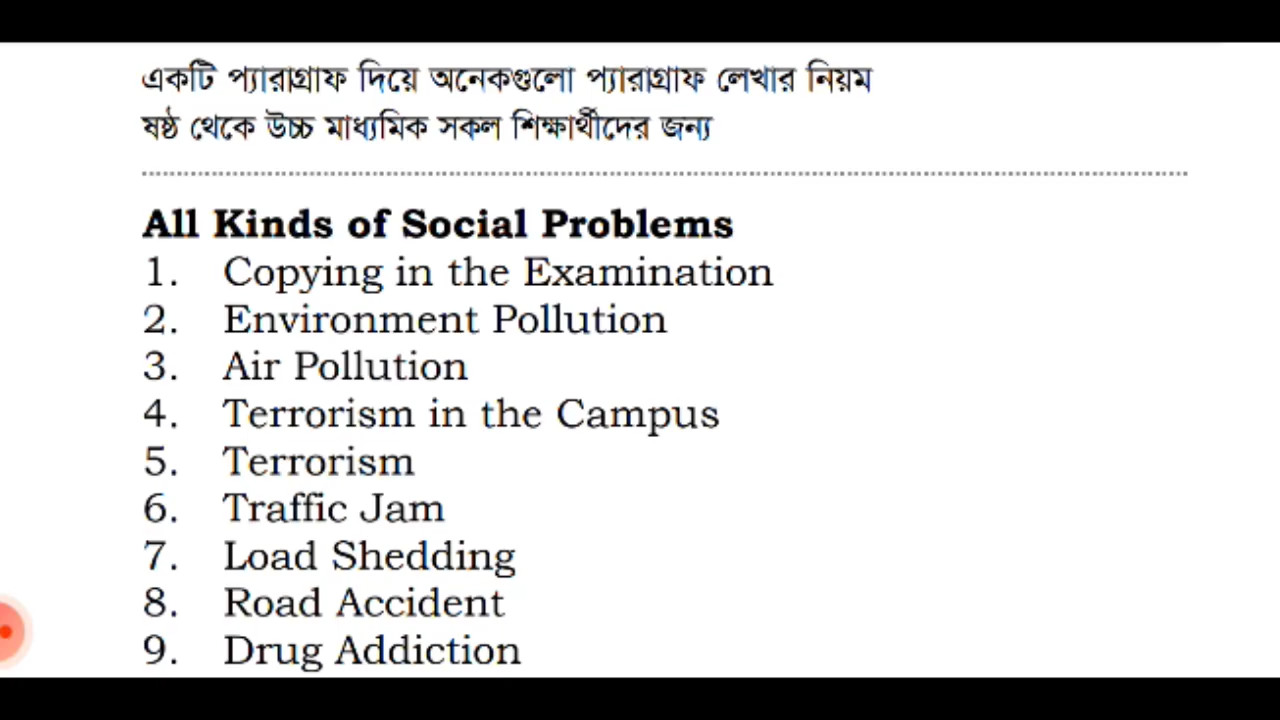 একটি প্যারাগ্রাফ দিয়ে অনেকগুলো প্যারাগ্রাফ লেখার নিয়ম
ষষ্ঠ থেকে উচ্চ মাধ্যমিক সকল শিক্ষার্থীদের জন্য
All Kinds of Social Problems
1. Copying in the Examination
2. Environment Pollution
3. Air Pollution
4. Terrorism in the Campus
5. Terrorism
6. Traffic Jam
7. Load Shedding
8. Road Accident
9. Drug Addiction